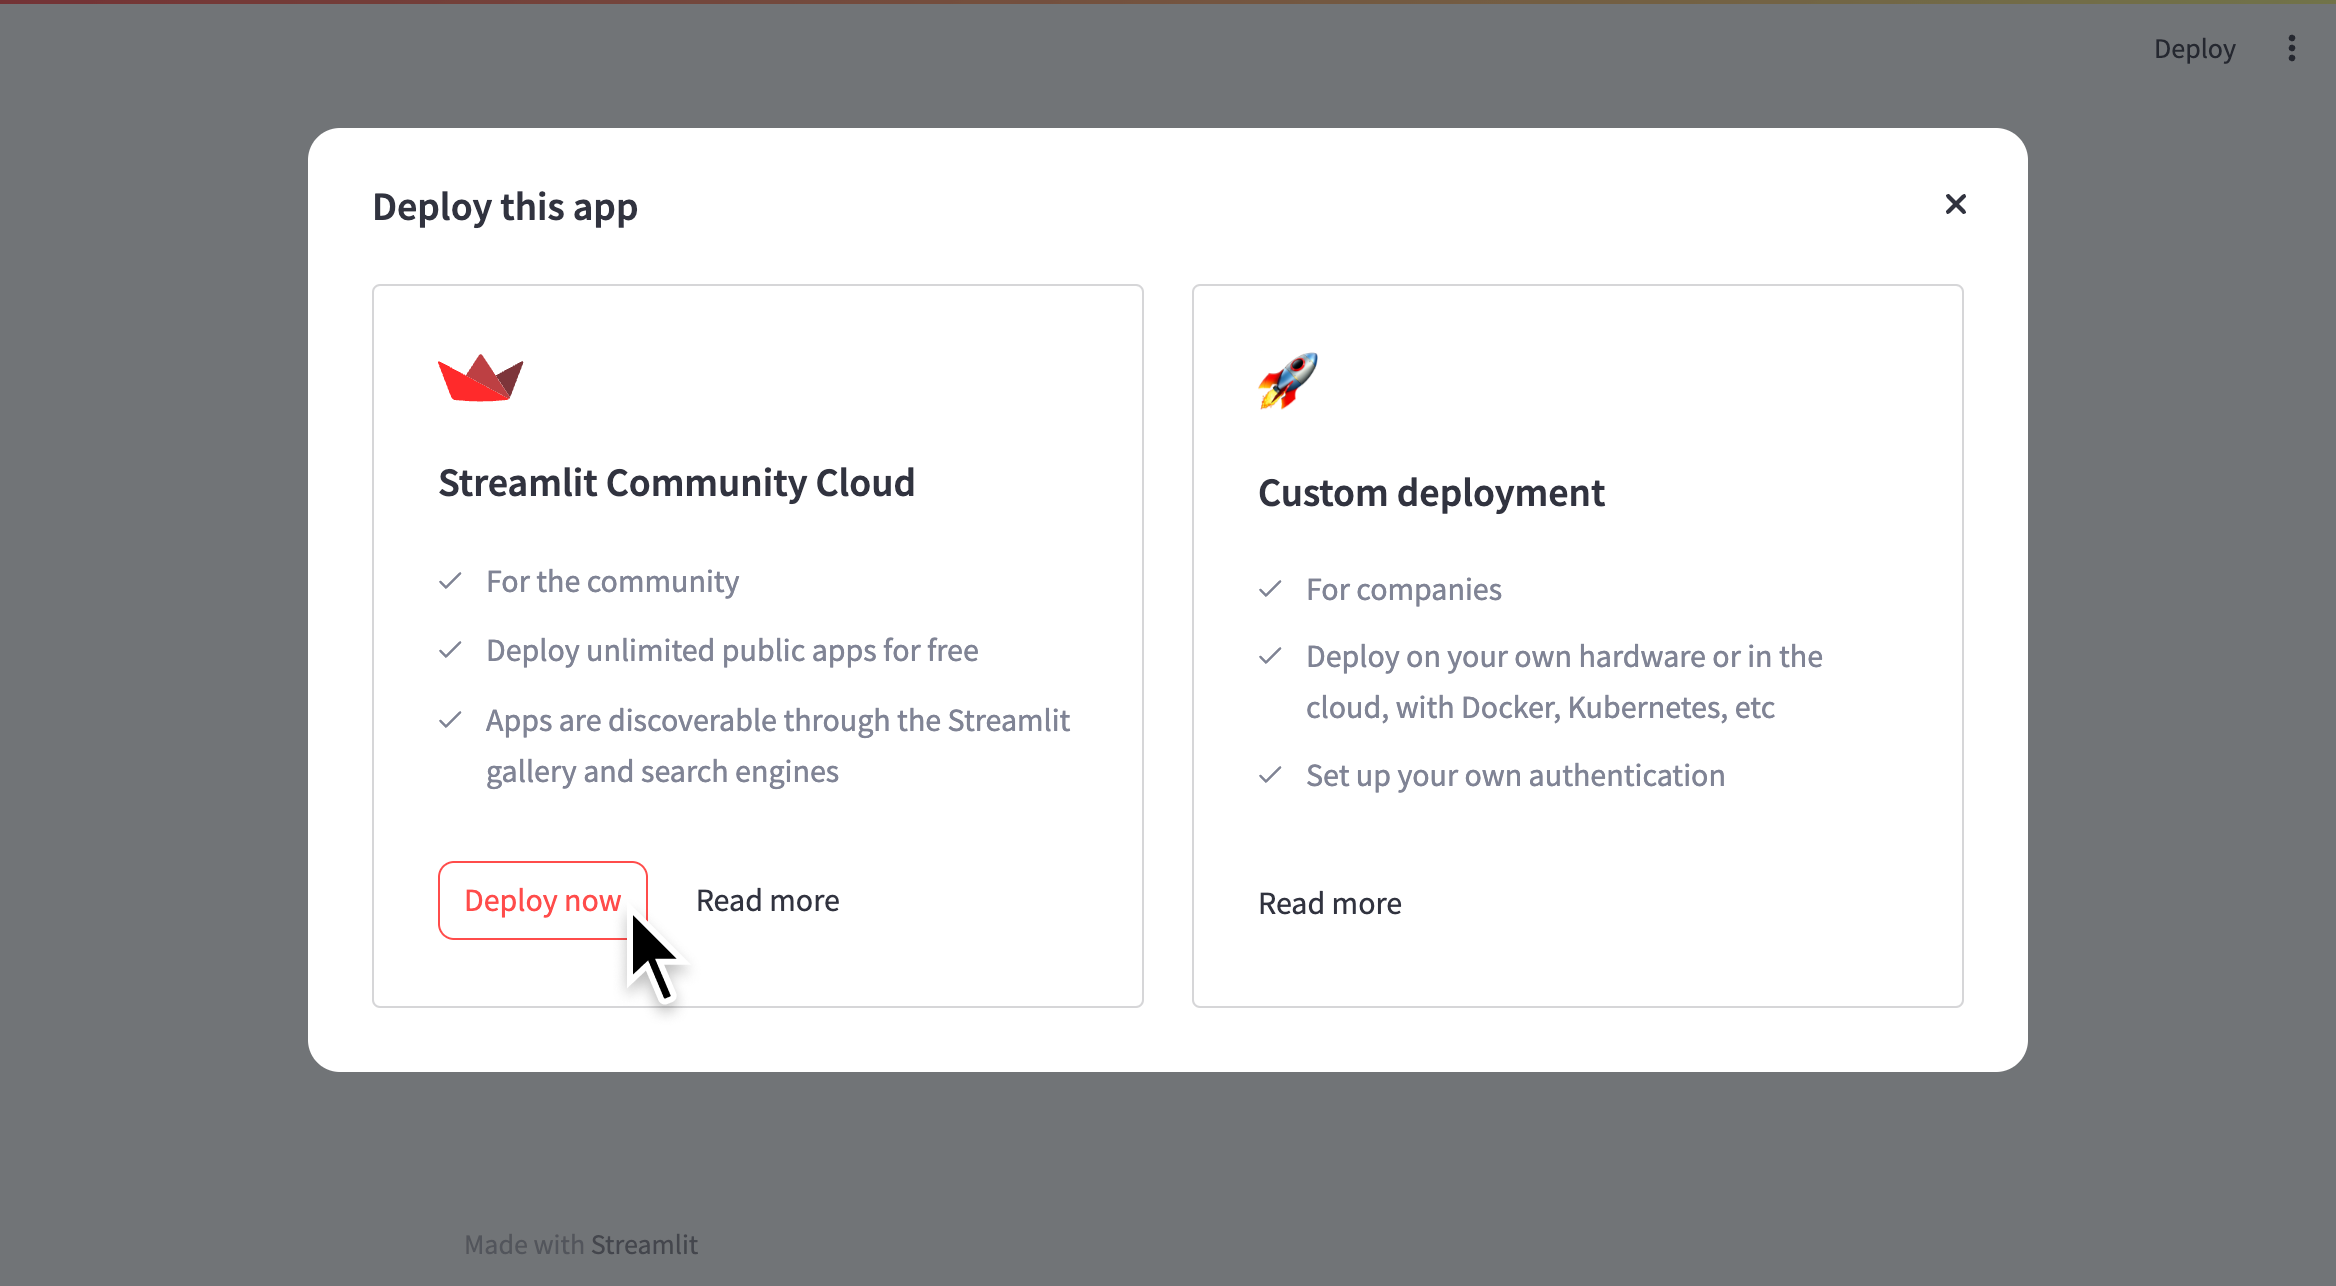 Deploy
Deploy this app
Streamlit Community Cloud
For the community
Deploy unlimited public apps for free
Apps are discoverable through the Streamlit
gallery and search engines
Deploy now
Read more
Custom deployment
For companies
Deploy on your own hardware or in the
cloud, with Docker, Kubernetes, etc
Set up your own authentication
Read more
Made with Streamlit